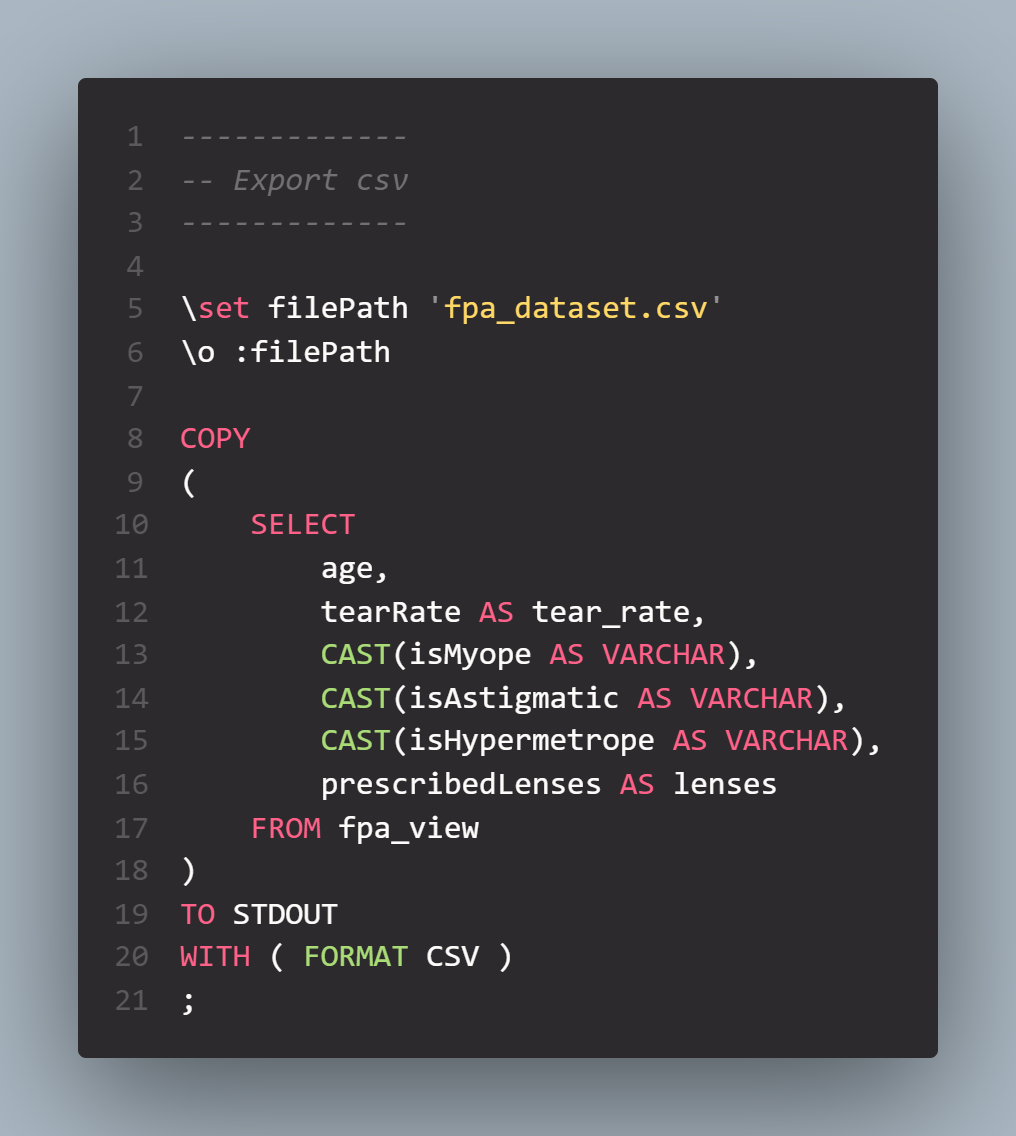 1 -------------
2 -- Export csv
3 -------------
4
5 \set filePath 'fpa_dataset.csv'
6 \o :filePath
7
8 COPY
9 (
10     SELECT
11         age,
12         tearRate AS tear_rate,
13         CAST(isMyope AS VARCHAR),
14         CAST(isAstigmatic AS VARCHAR),
15         CAST(isHypermetrope AS VARCHAR),
16         prescribedLenses AS lenses
17     FROM fpa_view
18 )
19 TO STDOUT
20 WITH ( FORMAT CSV )
21 ;